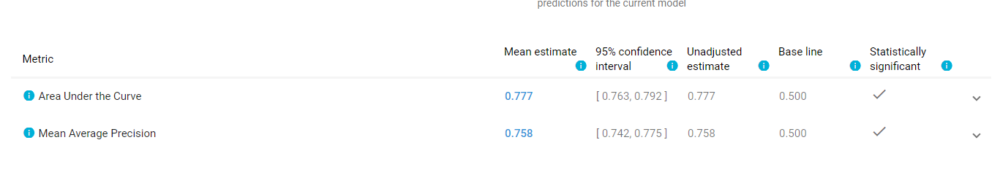 predictions for the current model
Metric
Mean estimate
95% confidence
interval
Unadjusted
estimate
Base line
Statistically
significant
Area Under the Curve 0.777 [ 0.763, 0.792 ] 0.777 0.500
Mean Average Precision 0.758 [ 0.742, 0.775 ] 0.758 0.500